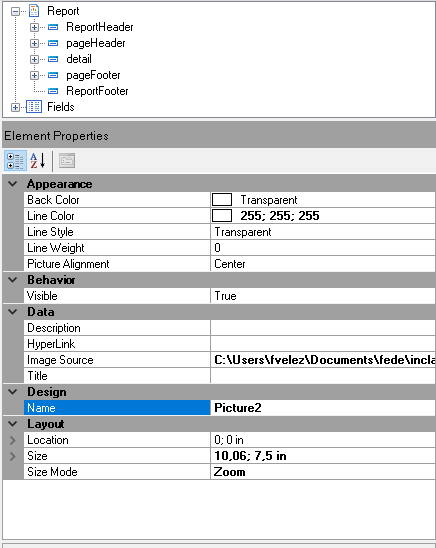 Report
ReportHeader
pageHeader
detail
pageFooter
ReportFooter
Fields
Element Properties
Appearance
Back Color Transparent
Line Color 255; 255; 255
Line Style Transparent
Line Weight 0
Picture Alignment Center
Behavior
Visible True
Data
Description
HyperLink
Image Source C:\Users\fvelez\Documents\fede\incla
Title
Design
Name Picture2
Layout
Location 0; 0 in
Size 10,06; 7,5 in
Size Mode Zoom